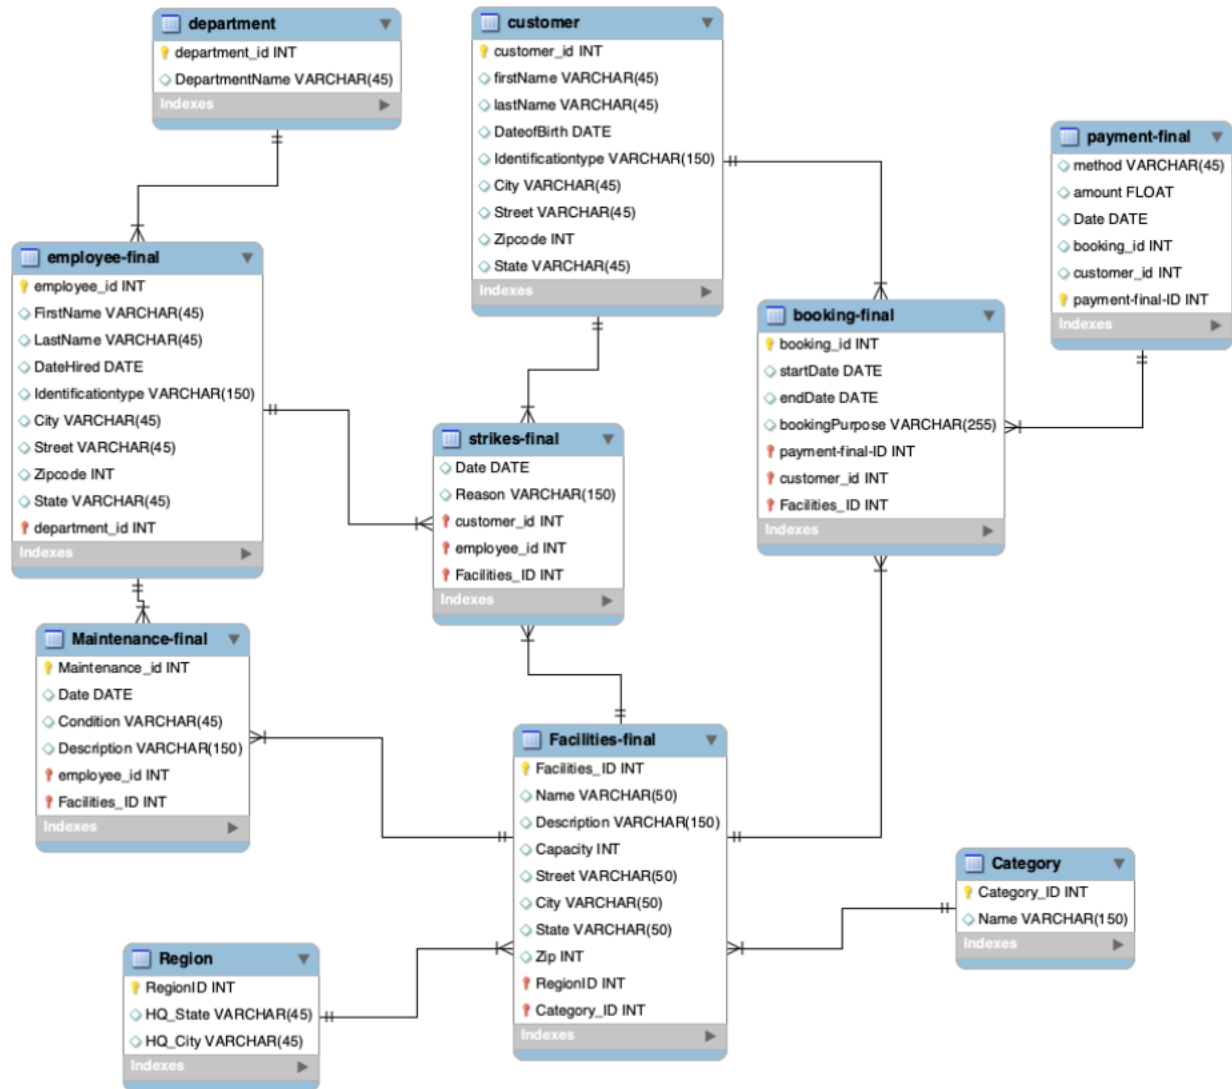 department
department_id INT
DepartmentName VARCHAR(45)
Indexes
customer
customer_id INT
firstName VARCHAR(45)
lastName VARCHAR(45)
DateofBirth DATE
Identificationtype VARCHAR(150)
City VARCHAR(45)
Street VARCHAR(45)
Zipcode INT
State VARCHAR(45)
Indexes
payment-final
method VARCHAR(45)
amount FLOAT
Date DATE
booking_id INT
customer_id INT
payment-final-ID INT
Indexes
employee-final
employee_id INT
FirstName VARCHAR(45)
LastName VARCHAR(45)
DateHired DATE
Identificationtype VARCHAR(150)
City VARCHAR(45)
Street VARCHAR(45)
Zipcode INT
State VARCHAR(45)
department_id INT
Indexes
booking-final
booking_id INT
startDate DATE
endDate DATE
bookingPurpose VARCHAR(255)
payment-final-ID INT
customer_id INT
Facilities_ID INT
Indexes
strikes-final
Date DATE
Reason VARCHAR(150)
customer_id INT
employee_id INT
Facilities_ID INT
Indexes
Maintenance-final
Maintenance_id INT
Date DATE
Condition VARCHAR(45)
Description VARCHAR(150)
employee_id INT
Facilities_ID INT
Indexes
Facilities-final
Facilities_ID INT
Name VARCHAR(50)
Description VARCHAR(150)
Capacity INT
Street VARCHAR(50)
City VARCHAR(50)
State VARCHAR(50)
Zip INT
RegionID INT
Category_ID INT
Indexes
Category
Category_ID INT
Name VARCHAR(150)
Indexes
Region
RegionID INT
HQ_State VARCHAR(45)
HQ_City VARCHAR(45)
Indexes